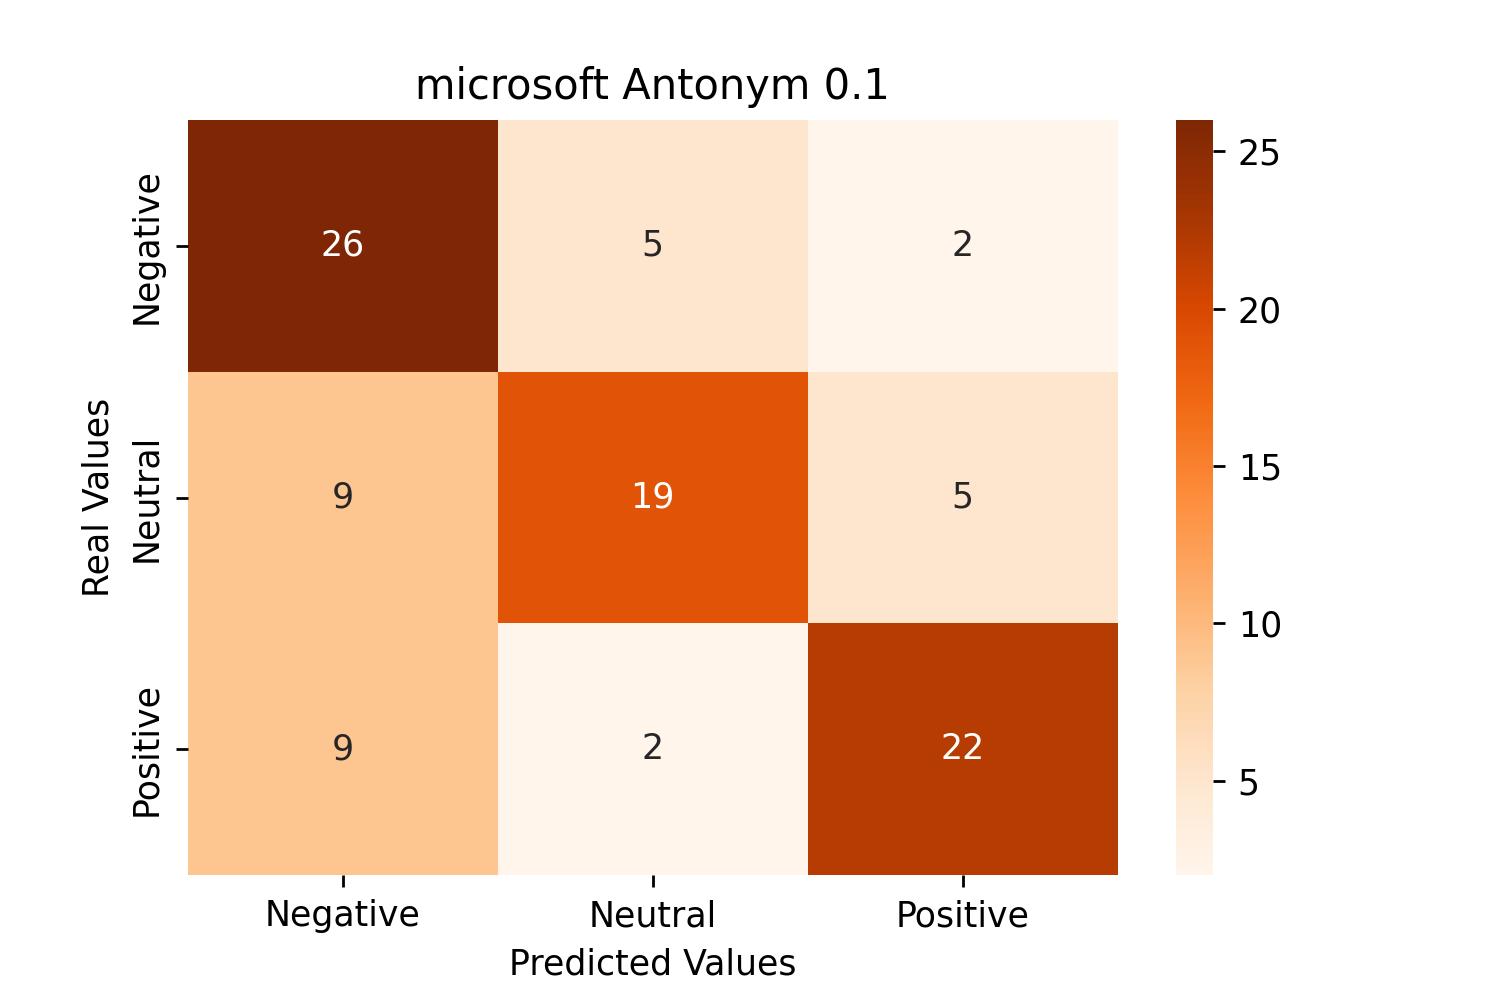 microsoft Antonym 0.1
Real Values
Negative
26 5 2
Neutral
9 19 5
Positive
9 2 22
Negative Neutral Positive
Predicted Values
25
20
15
10
5